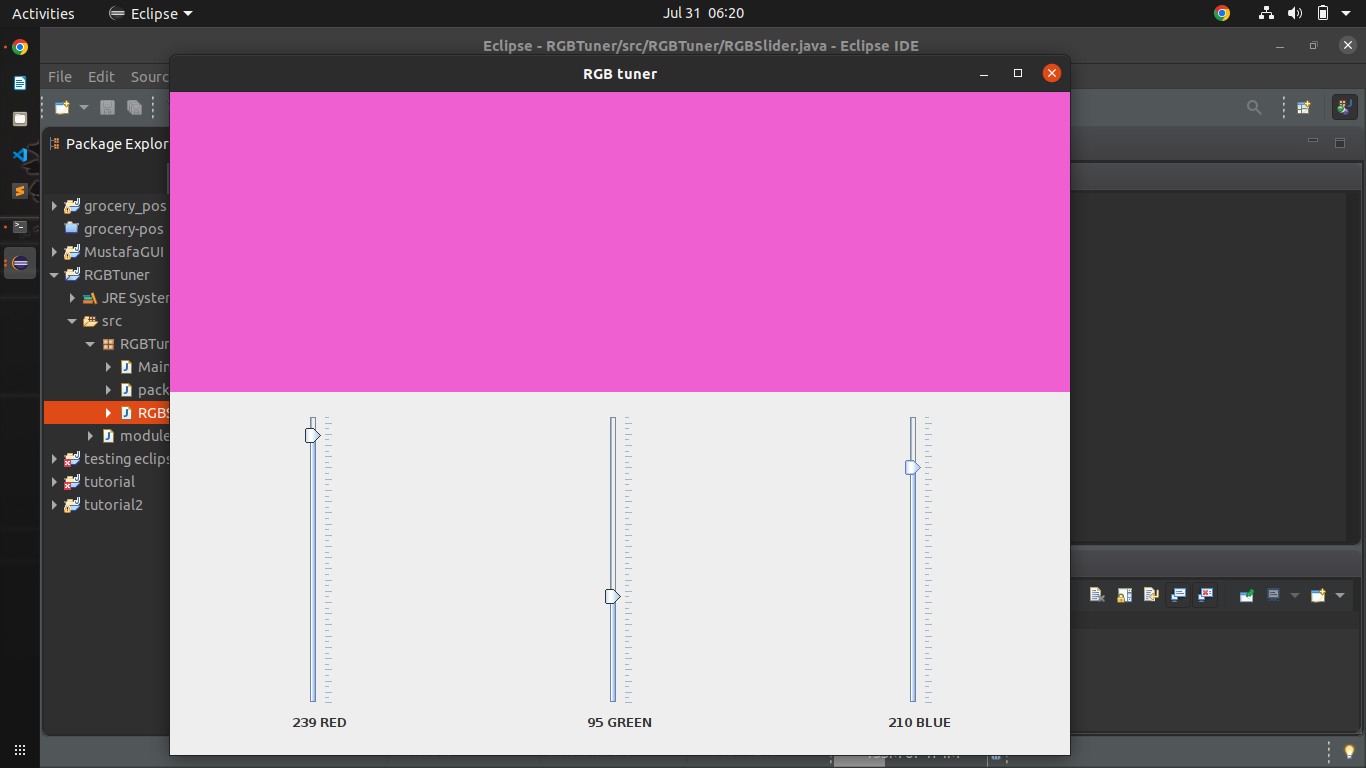 Activities
Eclipse
Jul 31 06:20
Eclipse - RGBTuner/src/RGBTuner/RGBSlider.java - Eclipse IDE
File Edit Sourc
RGB tuner
Package Explor
grocery_pos
grocery-pos
MustafaGUI
RGBTuner
JRE System
src
RGBTun
Main
pack
RGBS
module
testing eclips
tutorial
tutorial2
239 RED
95 GREEN
210 BLUE